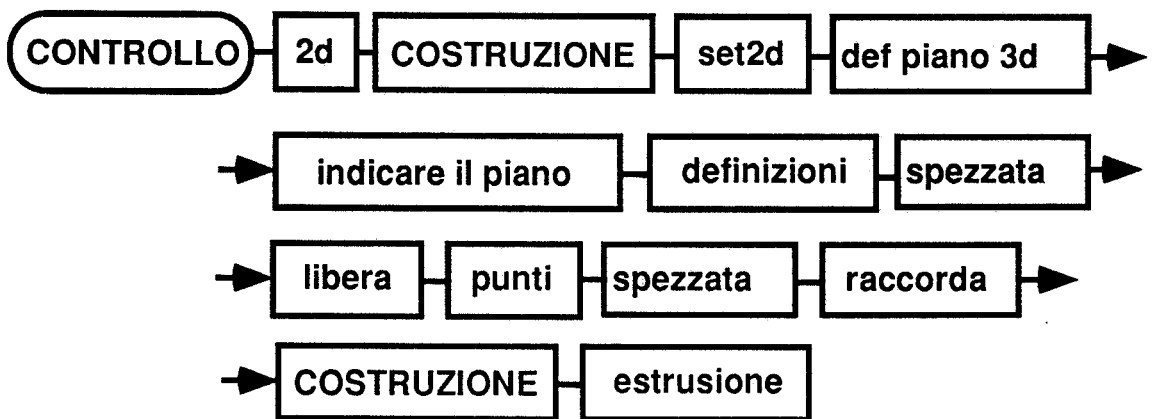 CONTROLLO 2d COSTRUZIONE set2d def piano 3d
indicare il piano definizioni spezzata
libera punti spezzata raccorda
COSTRUZIONE estrusione